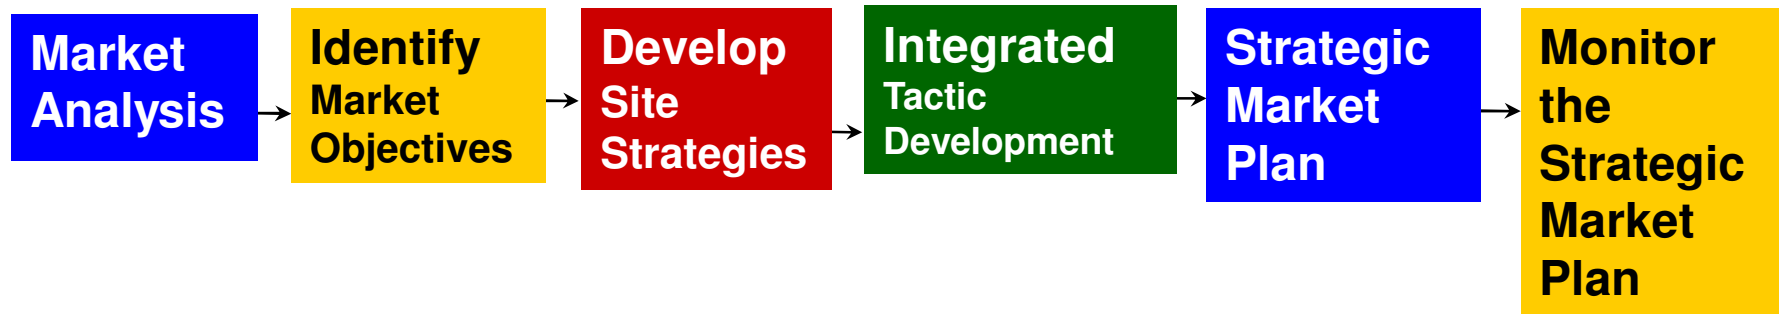 Market
Analysis
Identify
Market
Objectives
Develop
Site
Strategies
Integrated
Tactic
Development
Strategic
Market
Plan
Monitor
the
Strategic
Market
Plan